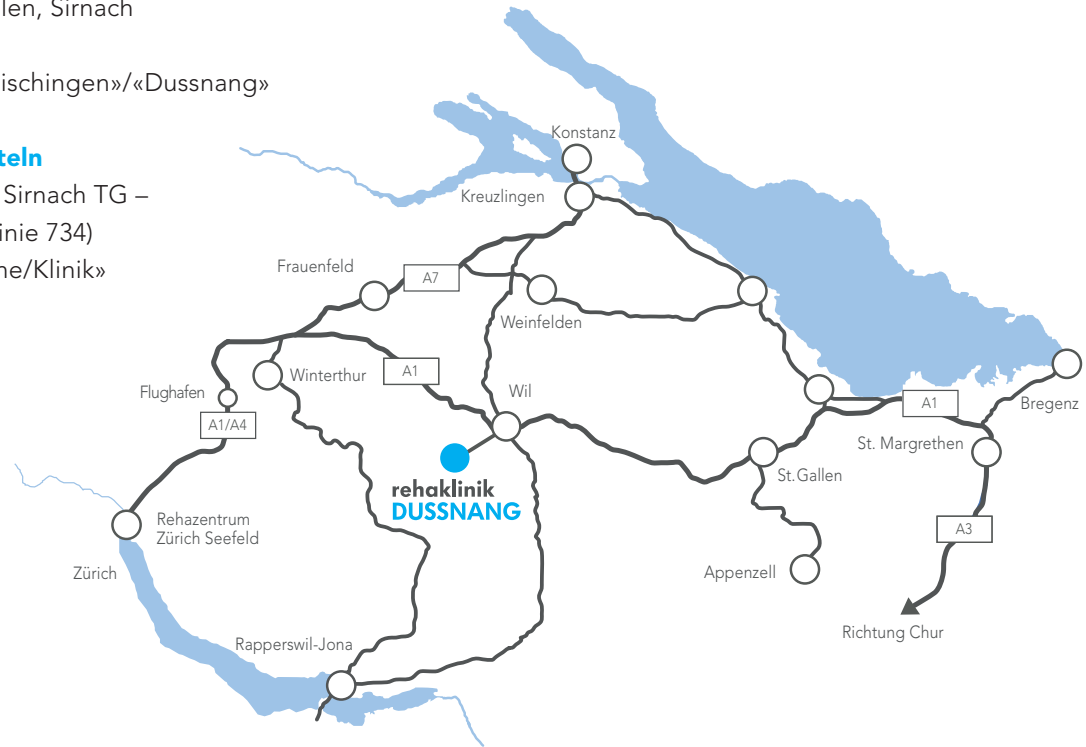 len, Sirnach
ischingen»/«Dussnang»
teln
Sirnach TG –
inie 734)
ne/Klinik»
Konstanz
Kreuzlingen
Frauenfeld
A7
Weinfelden
Flughafen
Winterthur
A1
Wil
A1/A4
A1
Bregenz
St. Margrethen
St.Gallen
rehaklinik
DUSSNANG
Rehazentrum
Zürich Seefeld
A3
Zürich
Appenzell
Richtung Chur
Rapperswil-Jona